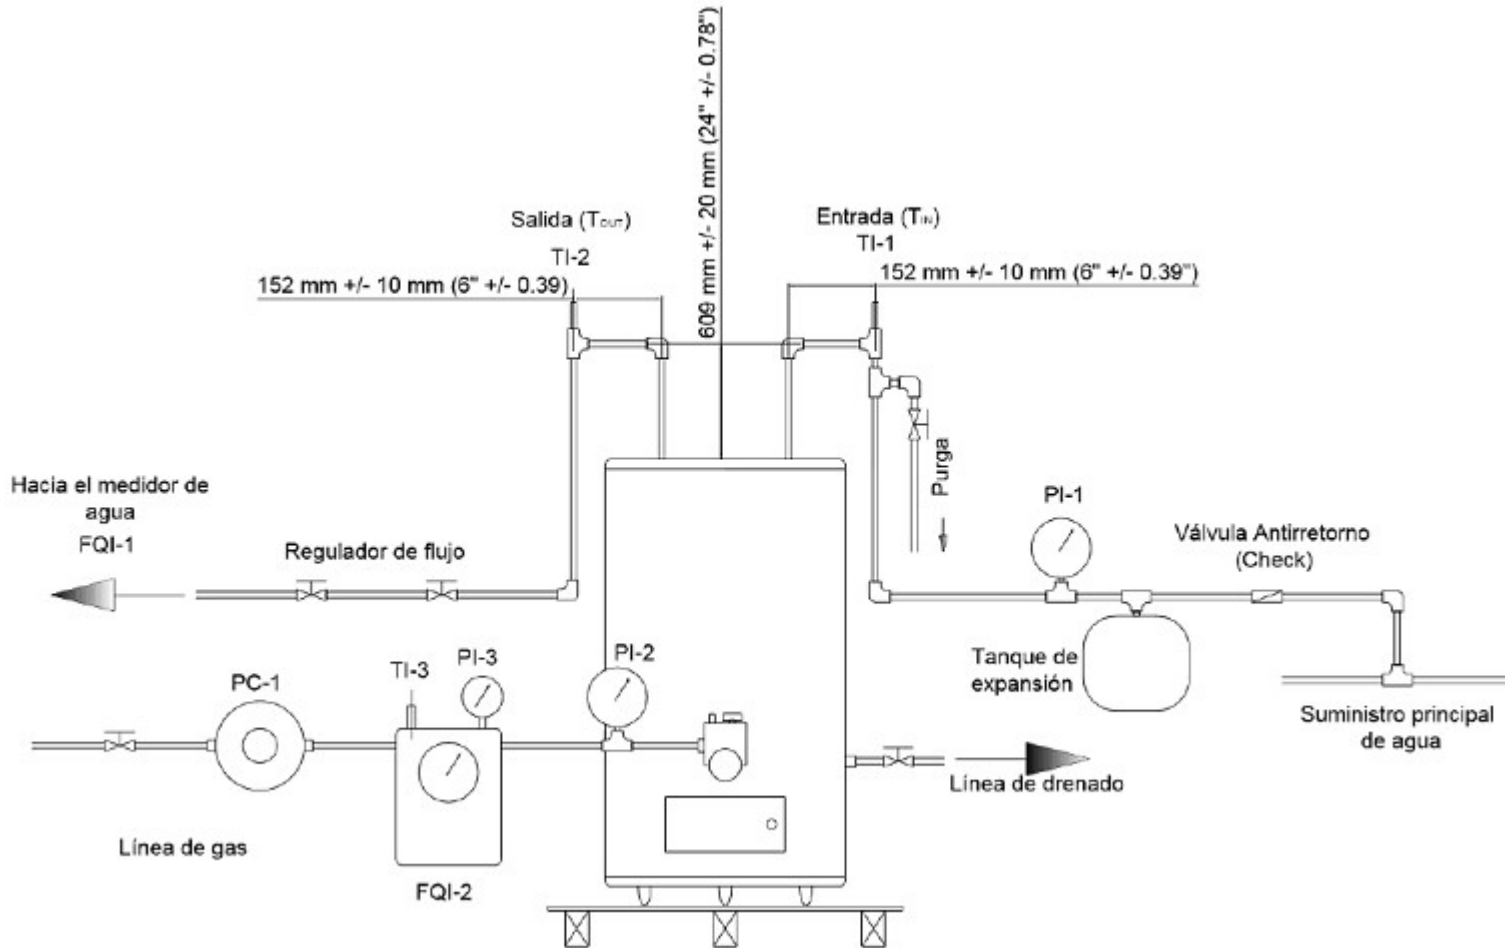 609 mm +/- 20 mm (24" +/- 0.78")
Salida (TOUT)
TI-2
152 mm +/- 10 mm (6" +/- 0.39)
Entrada (TIN)
TI-1
152 mm +/- 10 mm (6" +/- 0.39")
Hacia el medidor de
agua
FQI-1
Regulador de flujo
Purga
PI-1
Válvula Antirretorno
(Check)
Tanque de
expansión
Suministro principal
de agua
PC-1
TI-3
PI-3
PI-2
Línea de drenado
Línea de gas
FQI-2